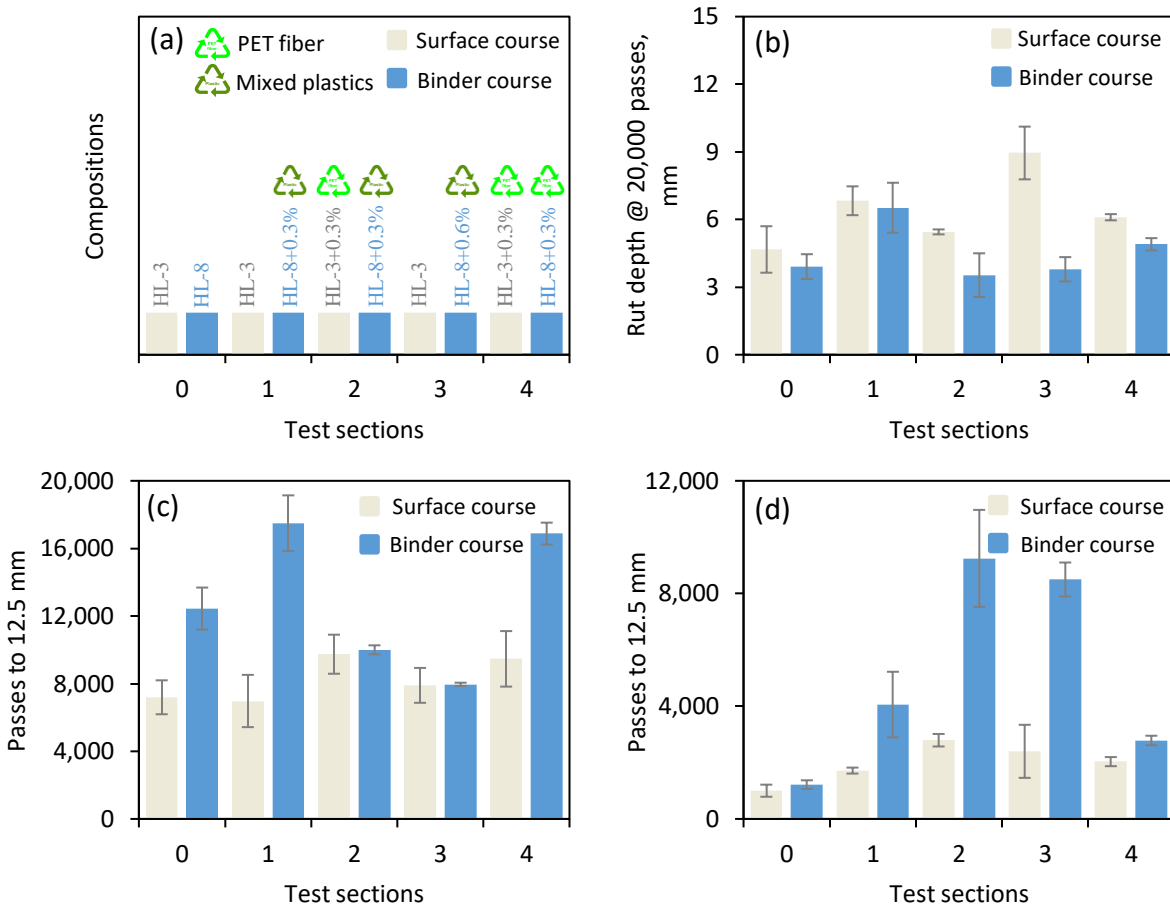 (a)
PET fiber
Mixed plastics
Surface course
Binder course
Compositions
HL-3
HL-8
HL-3
HL-8+0.3%
HL-3+0.3%
HL-8+0.3%
HL-3
HL-8+0.6%
HL-3+0.3%
HL-8+0.3%
0 1 2 3 4
Test sections
(b)
Surface course
Binder course
Rut depth @ 20,000 passes,
mm
15
12
9
6
3
0
0 1 2 3 4
Test sections
(c)
Surface course
Binder course
Passes to 12.5 mm
20,000
16,000
12,000
8,000
4,000
0
0 1 2 3 4
Test sections
(d)
Surface course
Binder course
Passes to 12.5 mm
12,000
8,000
4,000
0
0 1 2 3 4
Test sections